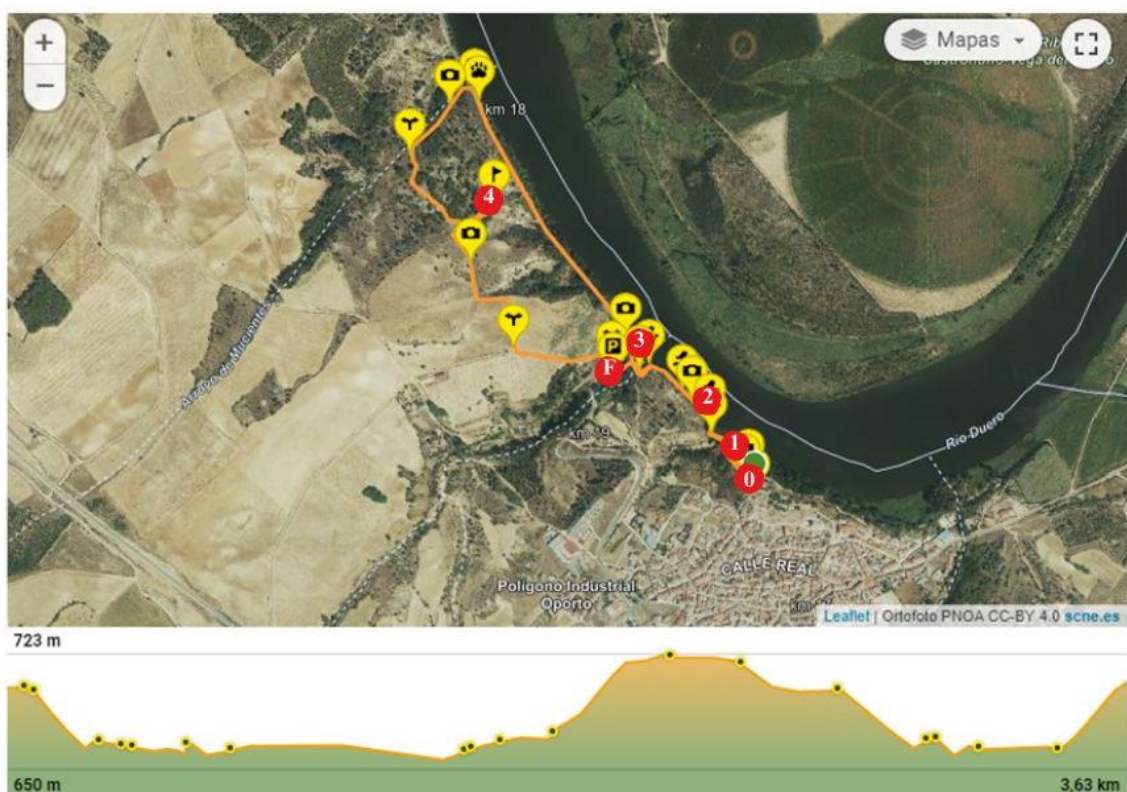 +
−
Mapas
km 18
4
Arroyo de Muciente
3
P
F
2
km 19
1
Río Duero
0
CALLE REAL
Polígono Industrial
Oporto
Leaflet | Ortofoto PNOA CC-BY 4.0 scne.es
723 m
650 m
3,63 km